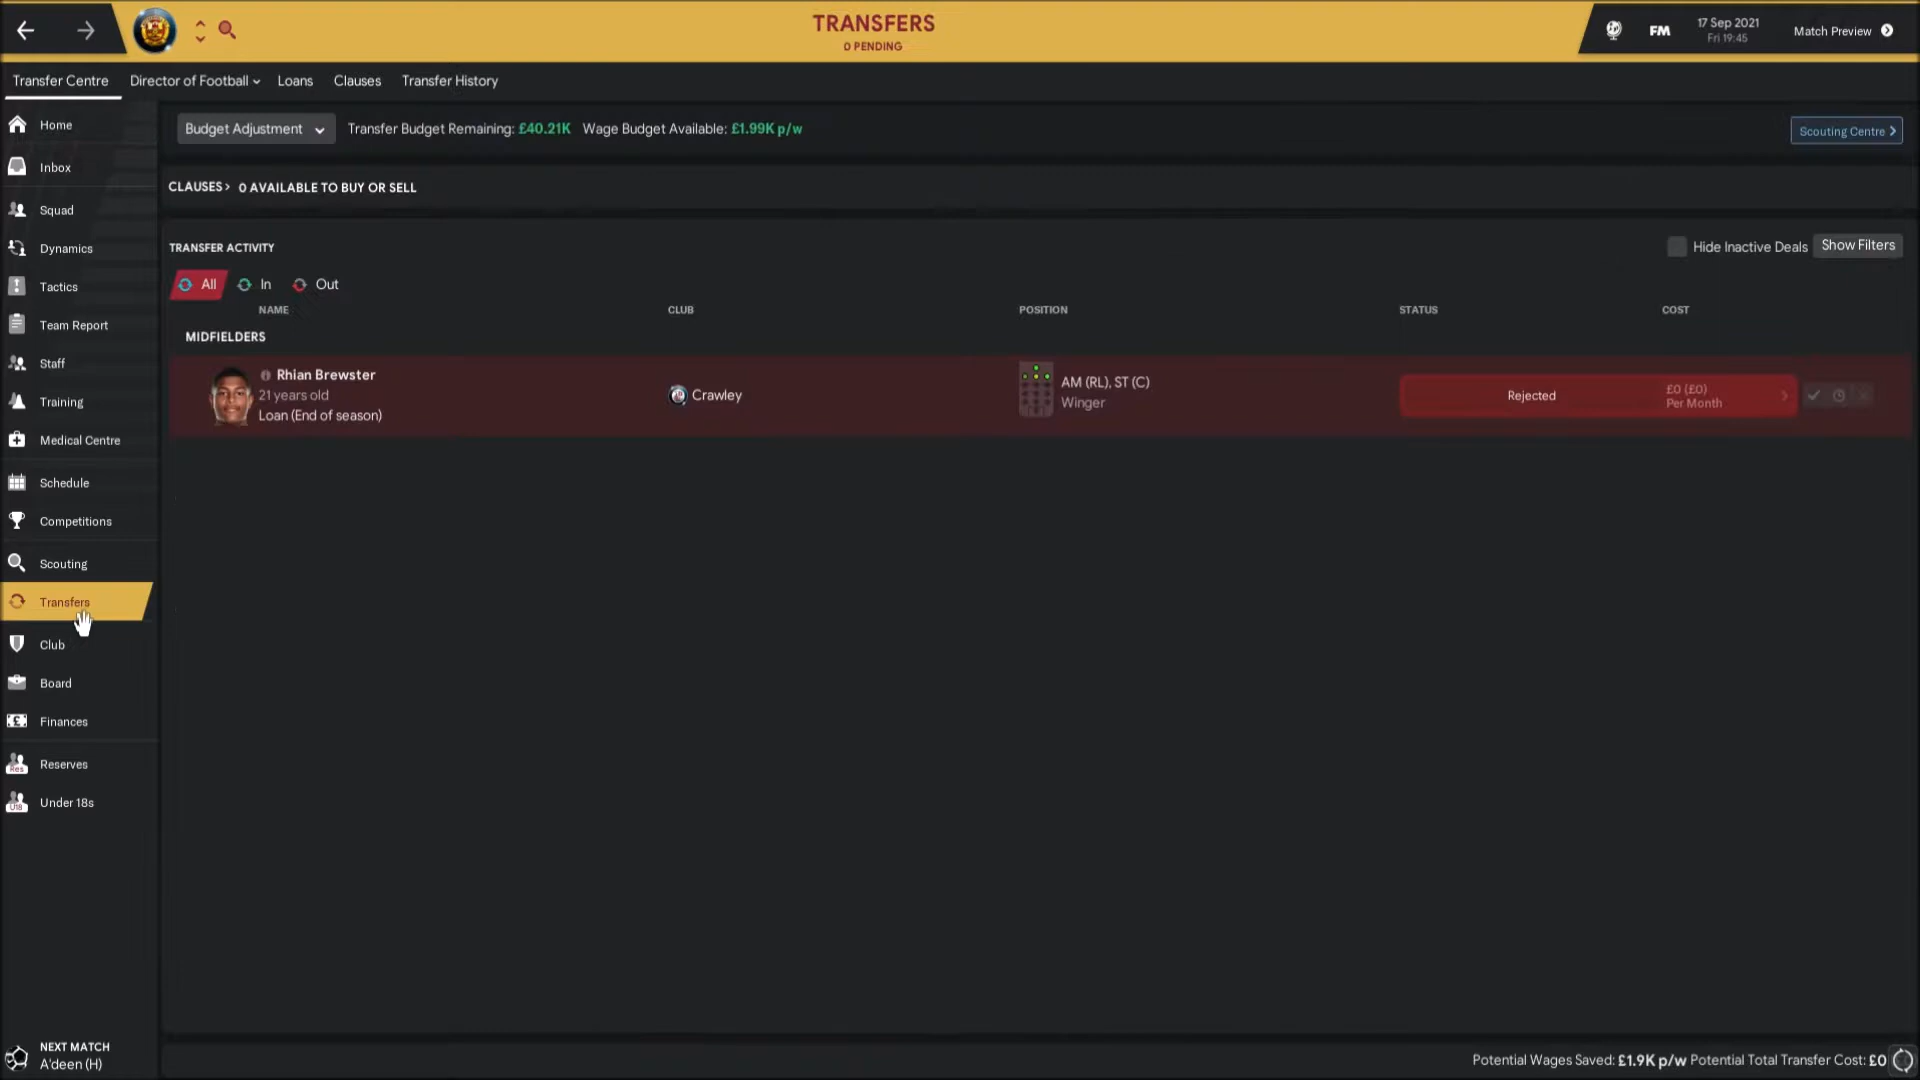 TRANSFERS
0 PENDING
FM
17 Sep 2021
Fri 19:45
Match Preview
Transfer Centre
Director of Football
Loans
Clauses
Transfer History
Home
Inbox
Squad
Dynamics
Tactics
Team Report
Staff
Training
Medical Centre
Schedule
Competitions
Scouting
Transfers
Club
Board
Finances
Res
Reserves
U18
Under 18s
NEXT MATCH
A'deen (H)
Budget Adjustment
Transfer Budget Remaining: £40.21K Wage Budget Available: £1.99K p/w
Scouting Centre
CLAUSES> 0 AVAILABLE TO BUY OR SELL
TRANSFER ACTIVITY
Hide Inactive Deals
Show Filters
All
In
Out
NAME
CLUB
POSITION
STATUS
COST
MIDFIELDERS
Rhian Brewster
21 years old
Loan (End of season)
Crawley
AM (RL), ST (C)
Winger
Rejected
£0 (£0)
Per Month
Potential Wages Saved: £1.9K p/w Potential Total Transfer Cost: £0